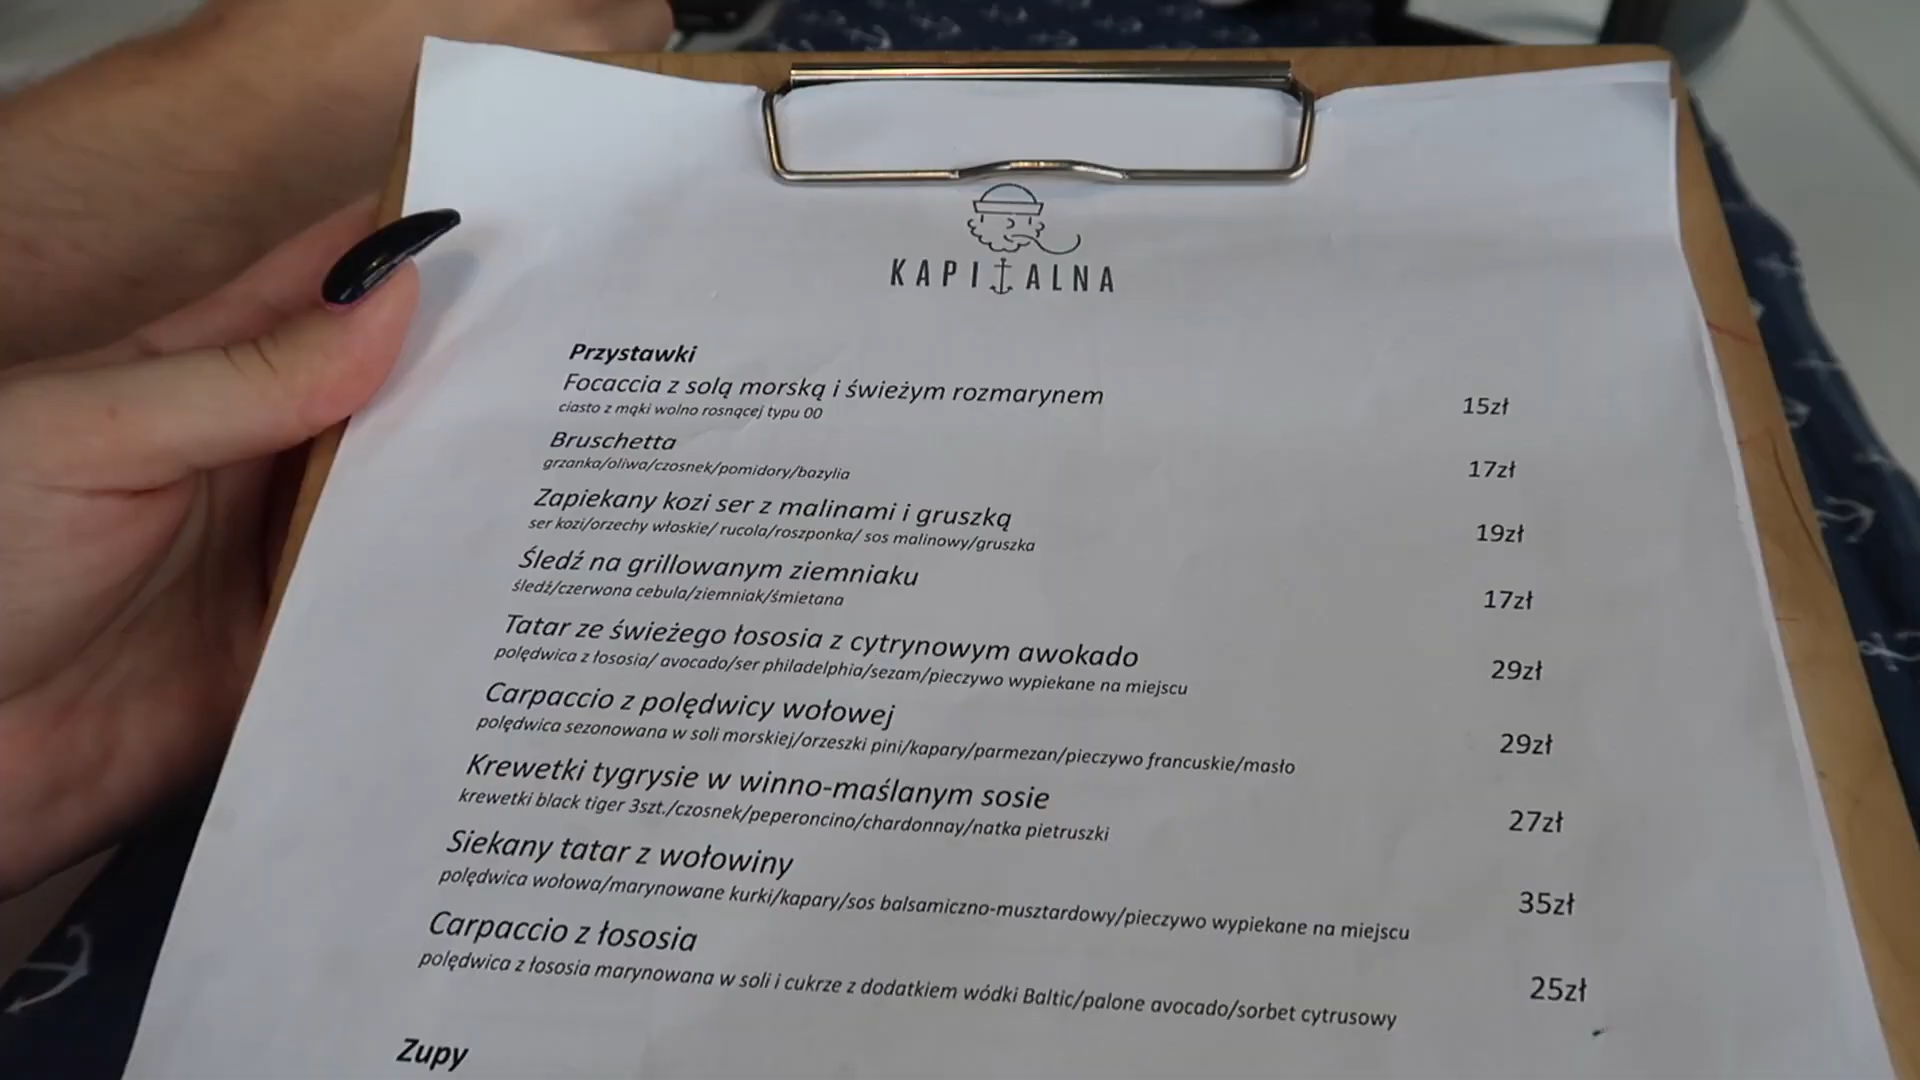 KAPITALNA
Przystawki
Focaccia z solą morską i świeżym rozmarynem 15zł
ciasto z mąki wolno rosnącej typu 00
Bruschetta 17zł
grzanka/oliwa/czosnek/pomidory/bazylia
Zapiekany kozi ser z malinami i gruszką 19zł
ser kozi/orzechy włoskie/ rucola/roszponka/ sos malinowy/gruszka
Śledź na grillowanym ziemniaku 17zł
śledź/czerwona cebula/ziemniak/śmietana
Tatar ze świeżego łososia z cytrynowym awokado 29zł
polędwica z łososia/ avocado/ser philadelphia/sezam/pieczywo wypiekane na miejscu
Carpaccio z polędwicy wołowej 29zł
polędwica sezonowana w soli morskiej/orzeszki pini/kapary/parmezan/pieczywo francuskie/masło
Krewetki tygrysie w winno-maślanym sosie 27zł
krewetki black tiger 3szt./czosnek/peperoncino/chardonnay/natka pietruszki
Siekany tatar z wołowiny 35zł
polędwica wołowa/marynowane kurki/kapary/sos balsamiczno-musztardowy/pieczywo wypiekane na miejscu
Carpaccio z łososia 25zł
polędwica z łososia marynowana w soli i cukrze z dodatkiem wódki Baltic/palone avocado/sorbet cytrusowy
Zupy